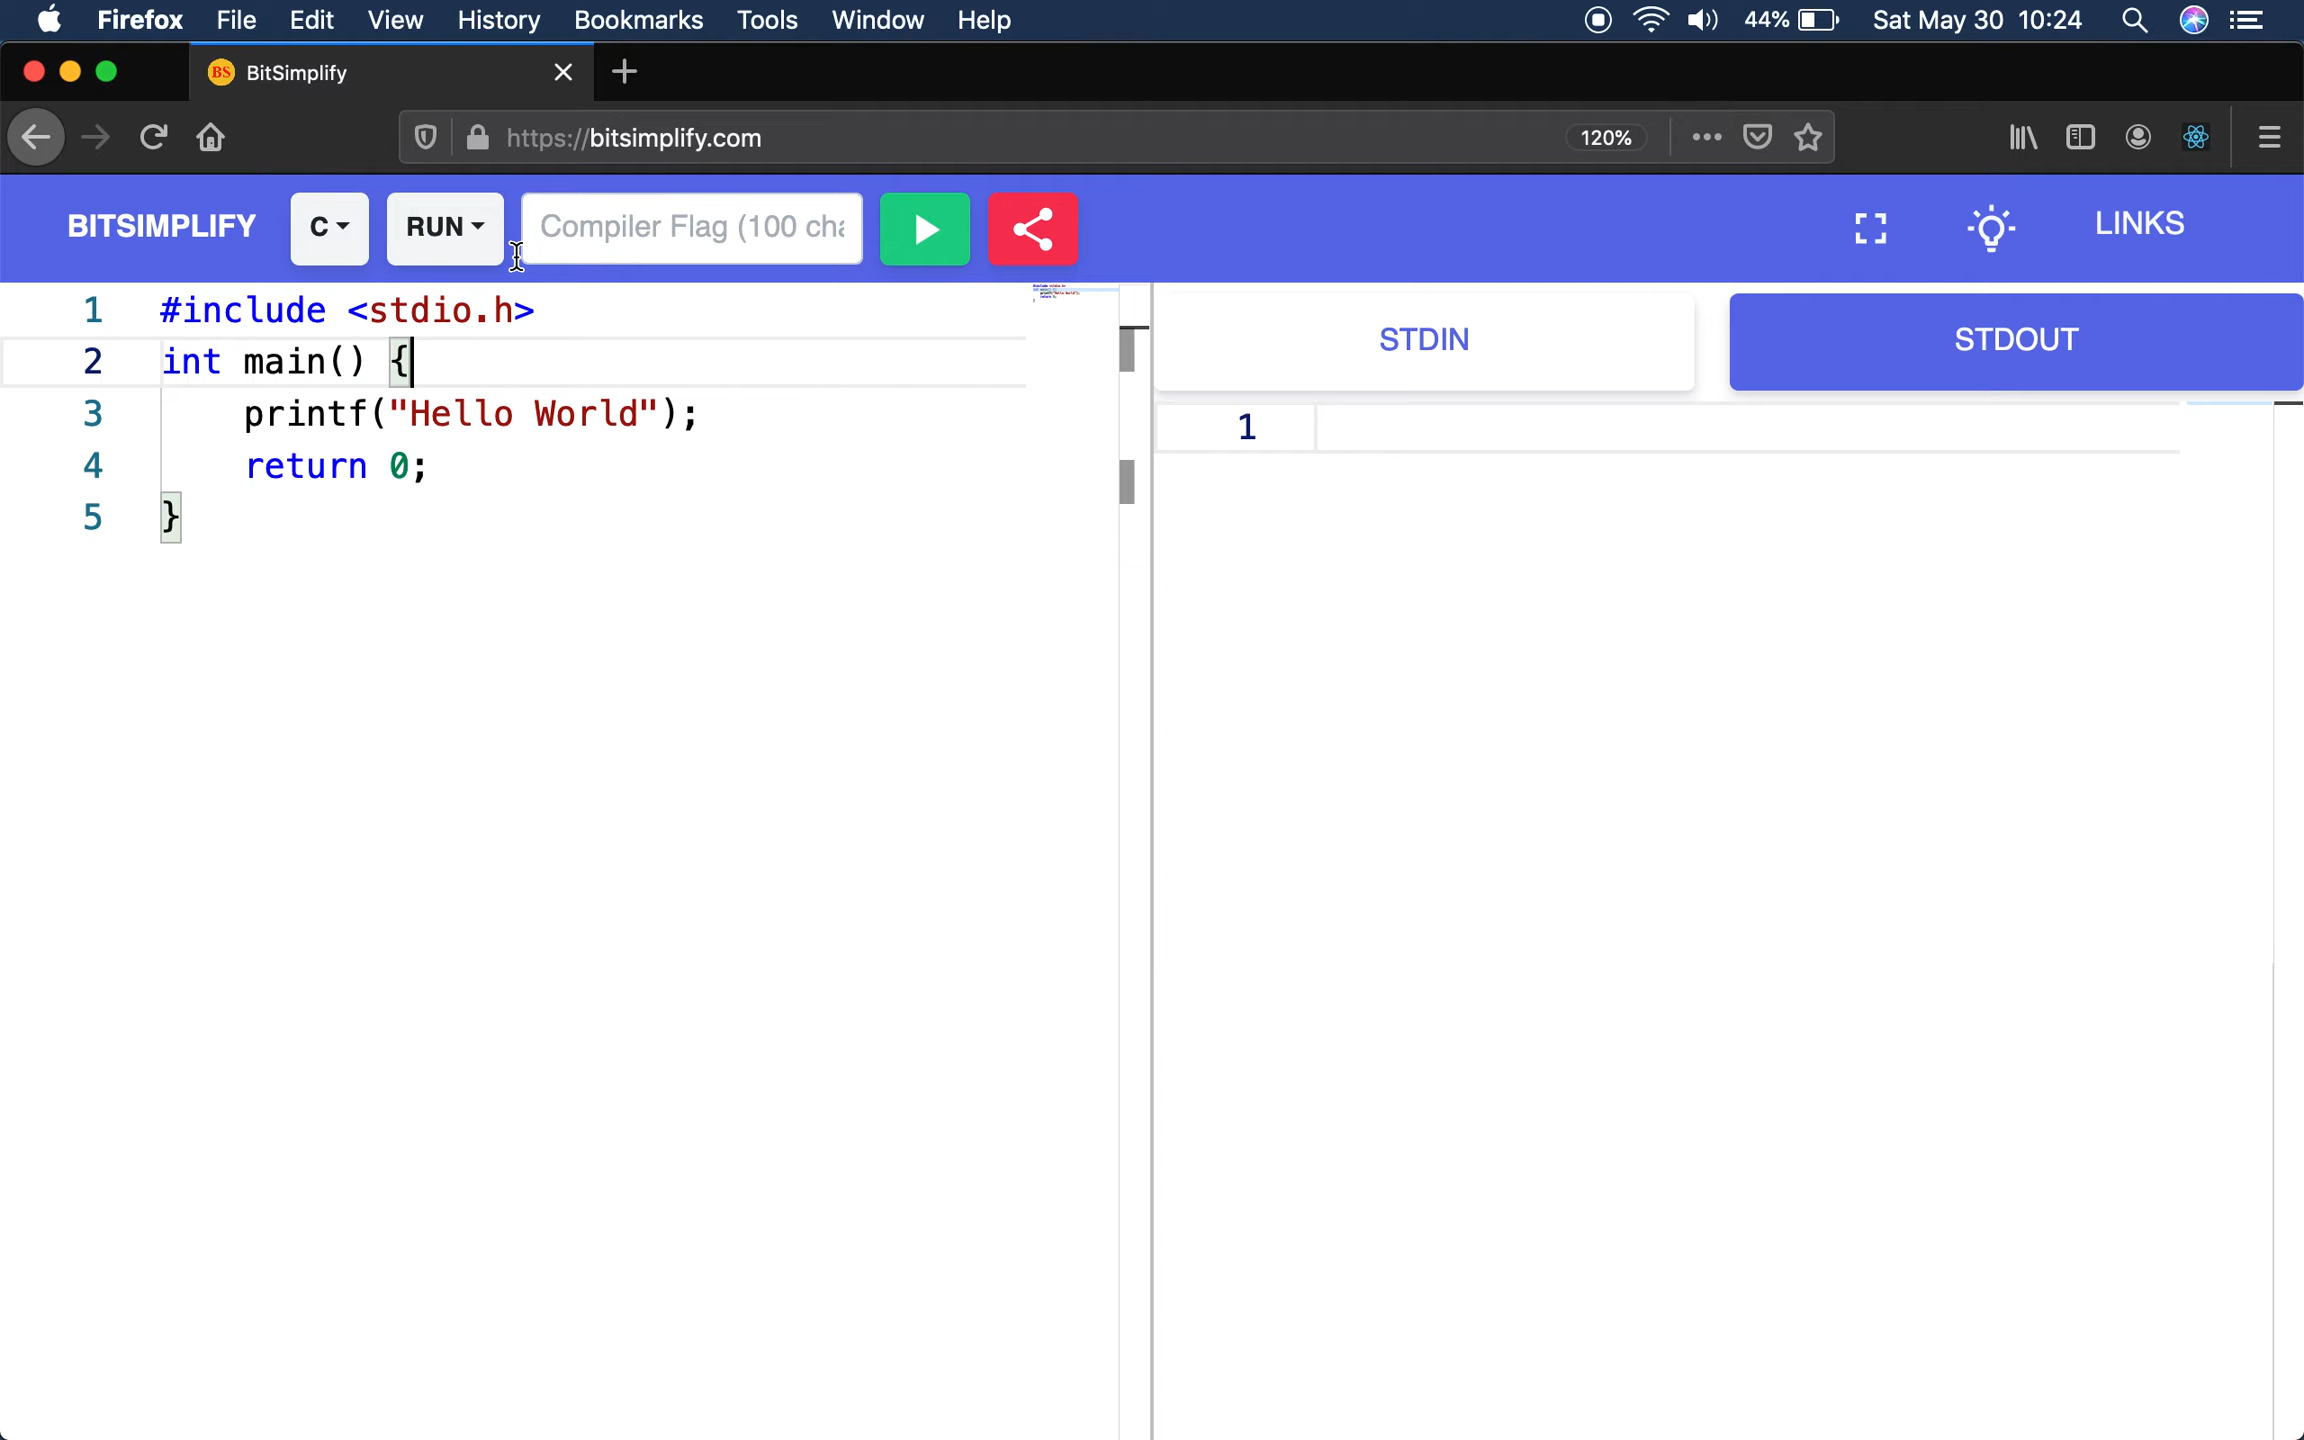 Firefox File Edit View History Bookmarks Tools Window Help 44% Sat May 30 10:24
BS BitSimplify
https://bitsimplify.com 120%
BITSIMPLIFY C RUN Compiler Flag (100 cha LINKS
1 #include <stdio.h>
2 int main() {
3 printf("Hello World");
4 return 0;
5 }
STDIN STDOUT
1